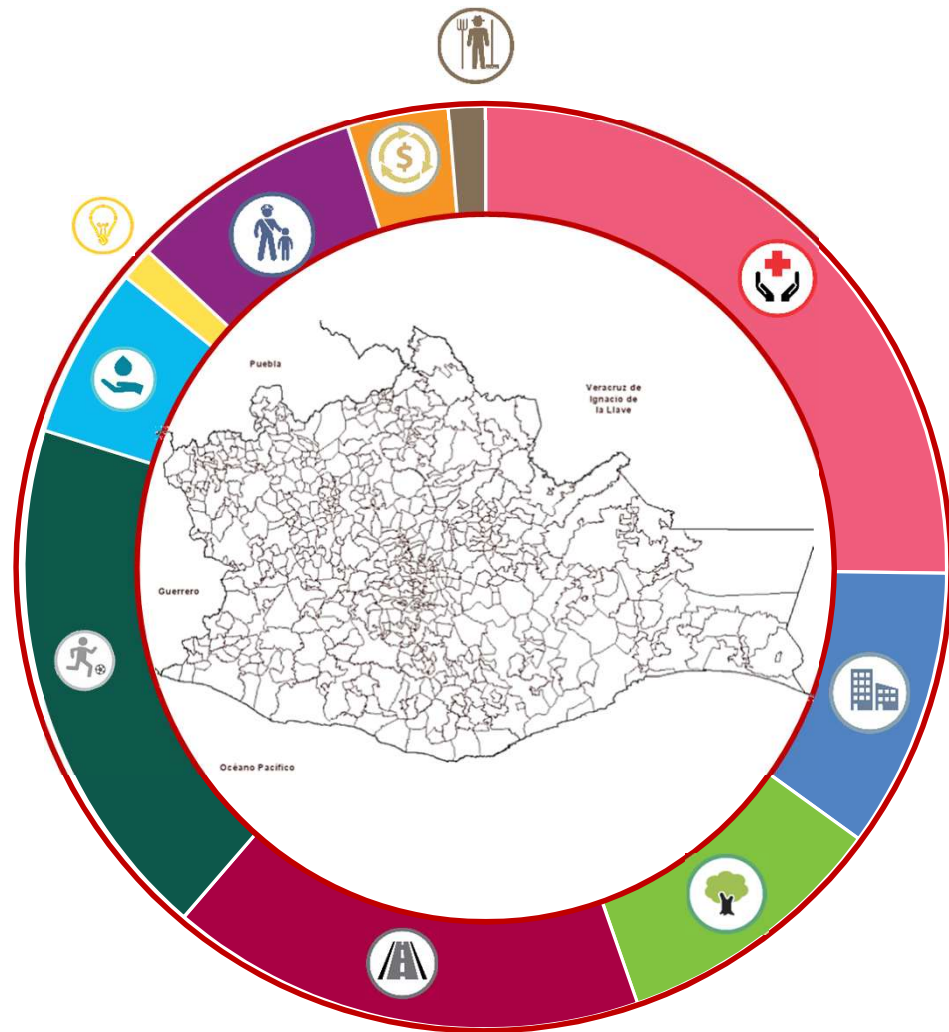 $
Puebla
Veracruz de
Ignacio de
la Llave
Guerrero
Océano Pacífico